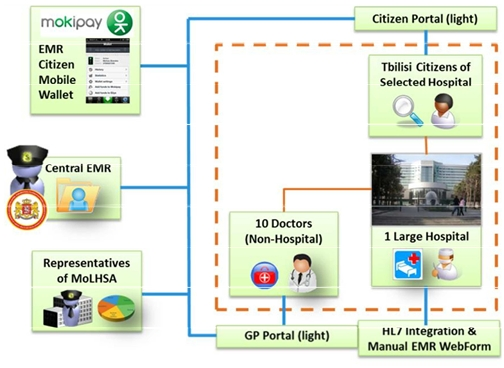 mokipay
EMR
Citizen
Mobile
Wallet
Citizen Portal (light)
Tbilisi Citizens of
Selected Hospital
Central EMR
10 Doctors
(Non-Hospital)
1 Large Hospital
Representatives
of MoLHSA
GP Portal (light)
HL7 Integration &
Manual EMR WebForm